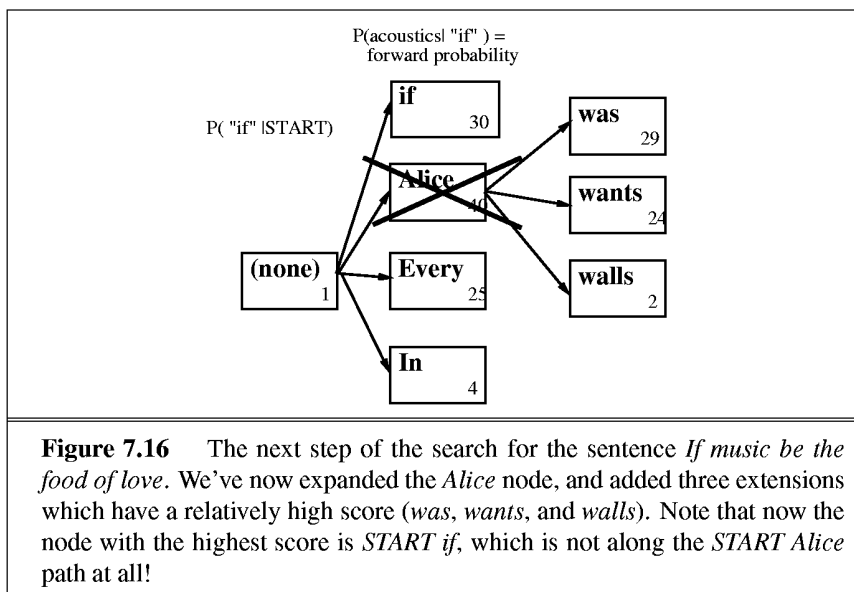 P(acoustics| "if" ) =
forward probability
if
30
P( "if" |START)
was
29
Alice
40
wants
24
(none)
1
Every
25
walls
2
In
4
Figure 7.16 The next step of the search for the sentence If music be the
food of love. We've now expanded the Alice node, and added three extensions
which have a relatively high score (was, wants, and walls). Note that now the
node with the highest score is START if, which is not along the START Alice
path at all!